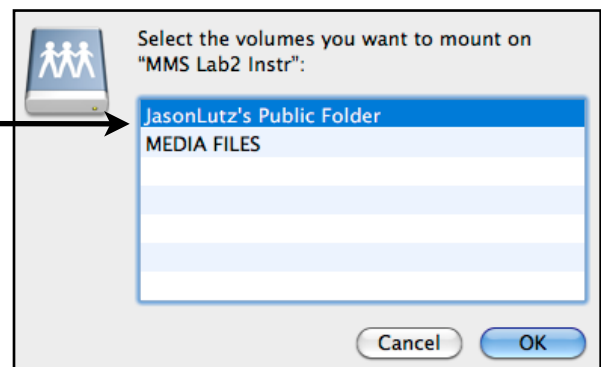 Select the volumes you want to mount on
“MMS Lab2 Instr”:
JasonLutz's Public Folder
MEDIA FILES
Cancel OK